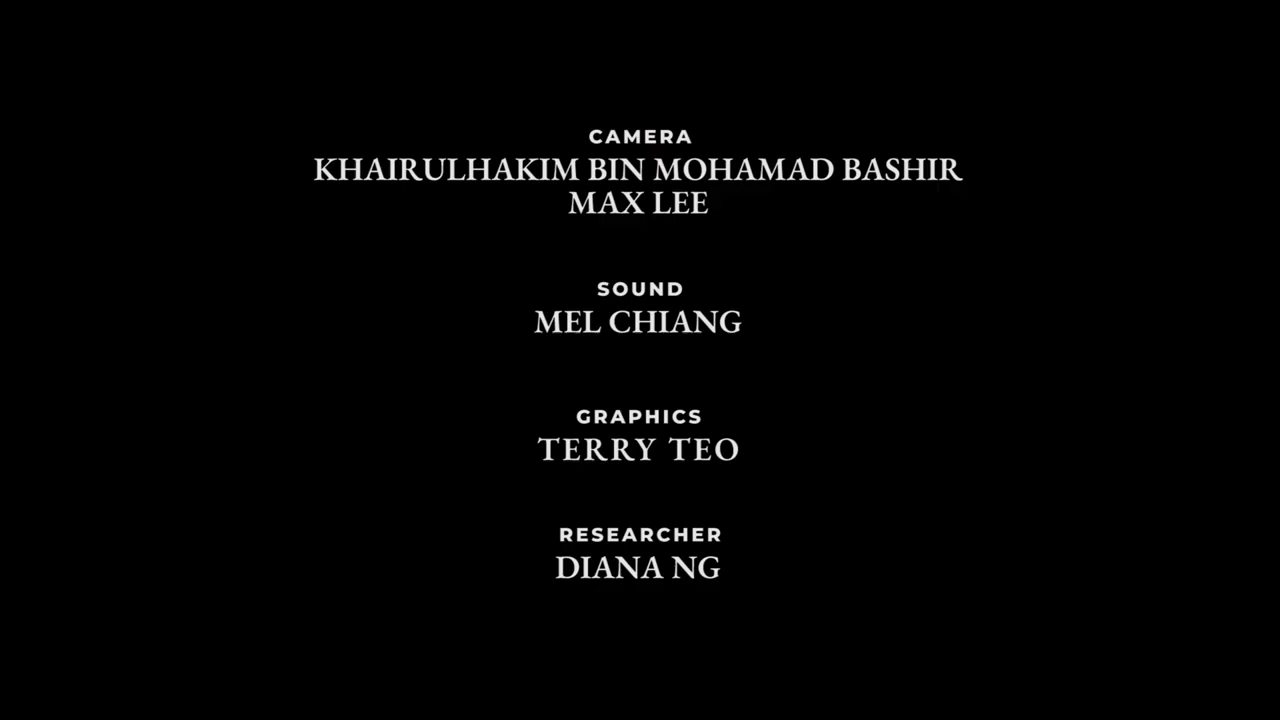 CAMERA
KHAIRULHAKIM BIN MOHAMAD BASHIR
MAX LEE
SOUND
MEL CHIANG
GRAPHICS
TERRY TEO
RESEARCHER
DIANA NG